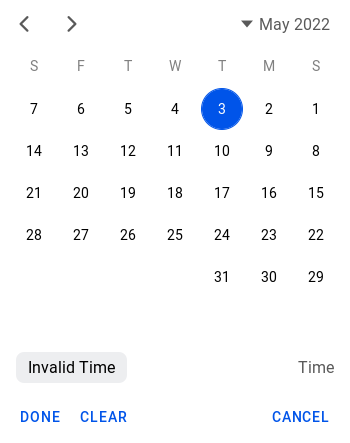 May 2022
S F T W T M S
7 6 5 4 3 2 1
14 13 12 11 10 9 8
21 20 19 18 17 16 15
28 27 26 25 24 23 22
31 30 29
Invalid Time Time
DONE CLEAR CANCEL